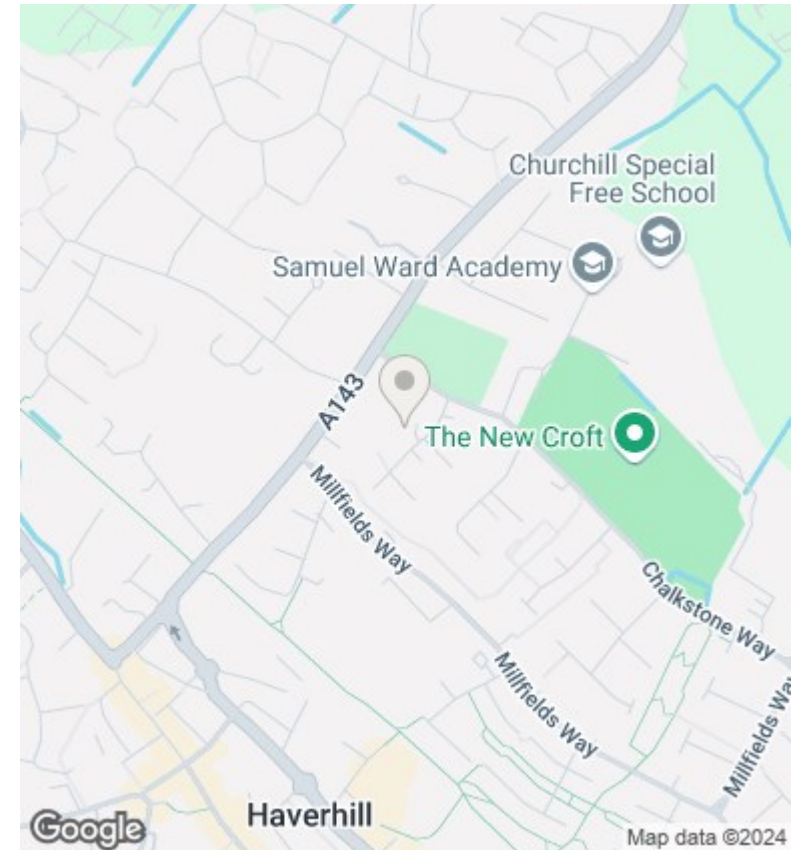 Churchill Special
Free School
Samuel Ward Academy
A143
The New Croft
Millfields Way
Chalkstone Way
Millfields Way
Millfields Way
Haverhill
Google
Map data ©2024